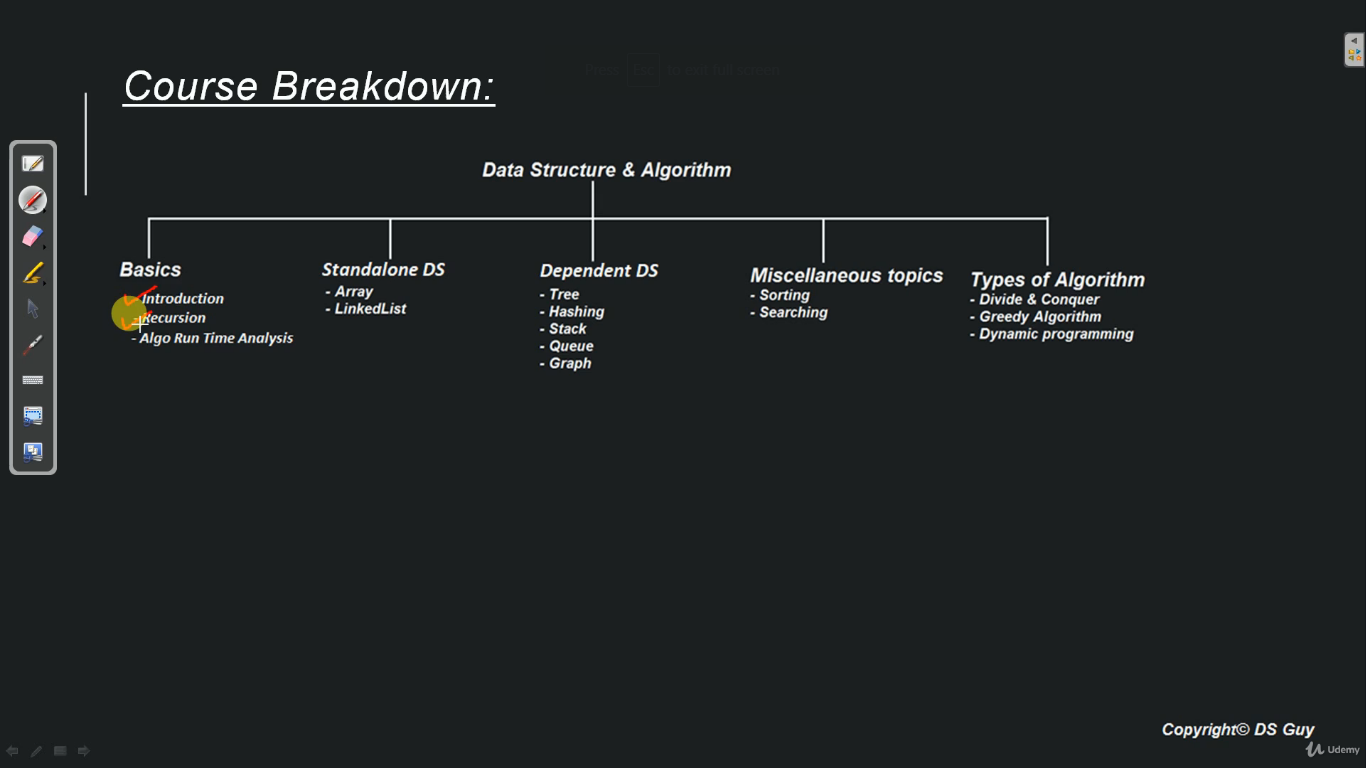 Course Breakdown:
Data Structure & Algorithm
Basics
- Introduction
- Recursion
- Algo Run Time Analysis
Standalone DS
- Array
- LinkedList
Dependent DS
- Tree
- Hashing
- Stack
- Queue
- Graph
Miscellaneous topics
- Sorting
- Searching
Types of Algorithm
- Divide & Conquer
- Greedy Algorithm
- Dynamic programming
Copyright© DS Guy
Udemy